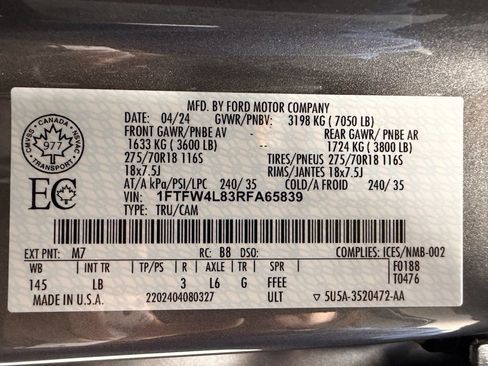 MFD. BY FORD MOTOR COMPANY
04/24 GVWR/PNBV: 3198 KG ( 7050 LB)
FRONT GAWR/PNBE AV REAR GAWR/ PNBE AR
1633 KG ( 3600 LB) 1724 KG ( 3800 LB)
275/70R18 116S TIRES/PNEUS 275/70R18 116S
18x7.5J RIMS/JANTES 18x7.5J
AT/A kPa/PSI/LPC 240/ 35 COLD/A FROID 240/ 35
VIN: 1FTFW4L83RFA65839
TYPE: TRU/CAM
CMVSS · CANADA · NSVAC
977
TRANSPORT
EC
EXT PNT: M7 RC: B8 DSO: COMPLIES: ICES/NMB-002
WB INT TR TP/PS R AXLE TR SPR F0188
145 LB 3 L6 G FFEE T0476
MADE IN U.S.A. 2202404080327 ULT ▽ 5U5A-3520472-AA